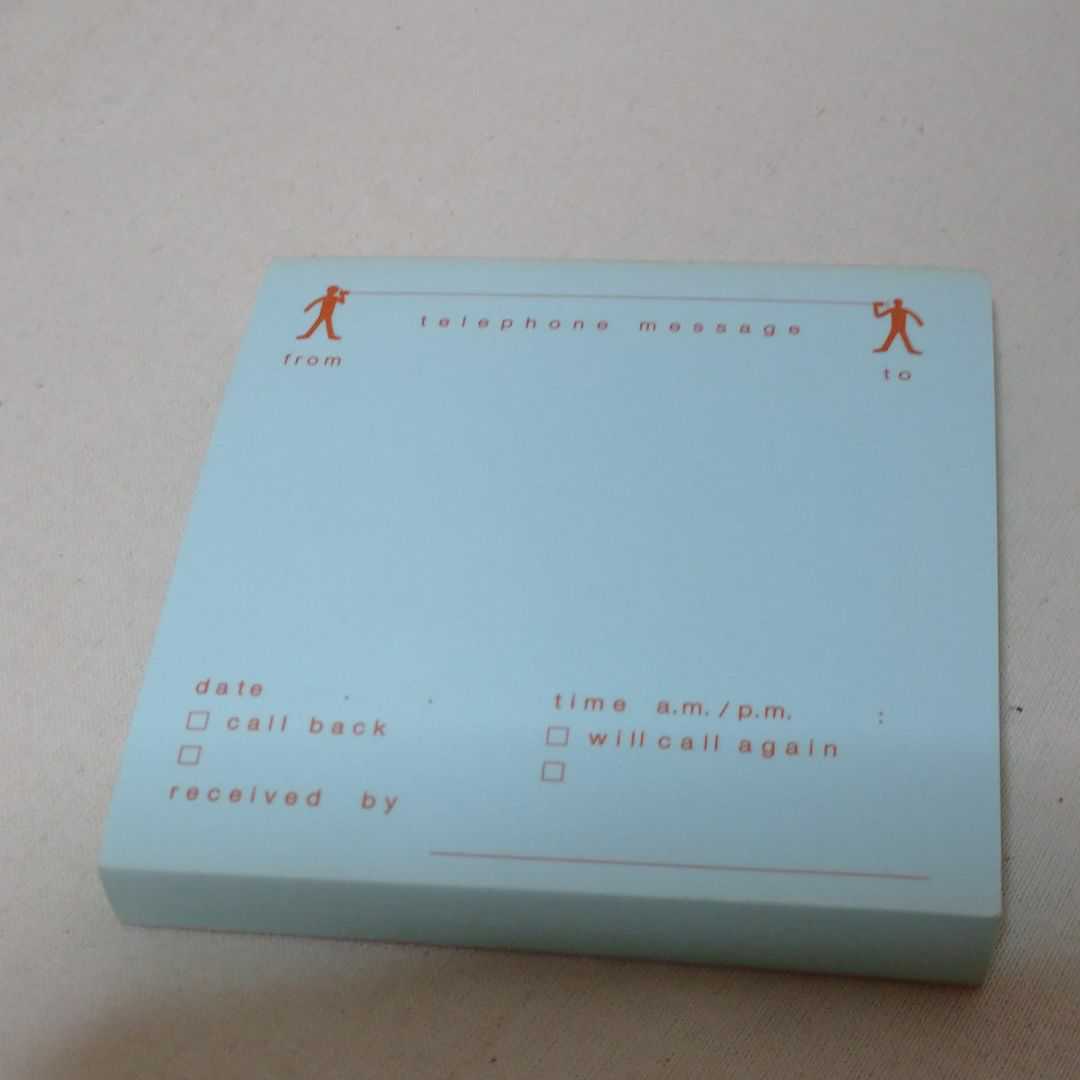 telephone message
from to
date . . time a.m./p.m. :
call back will call again
received by